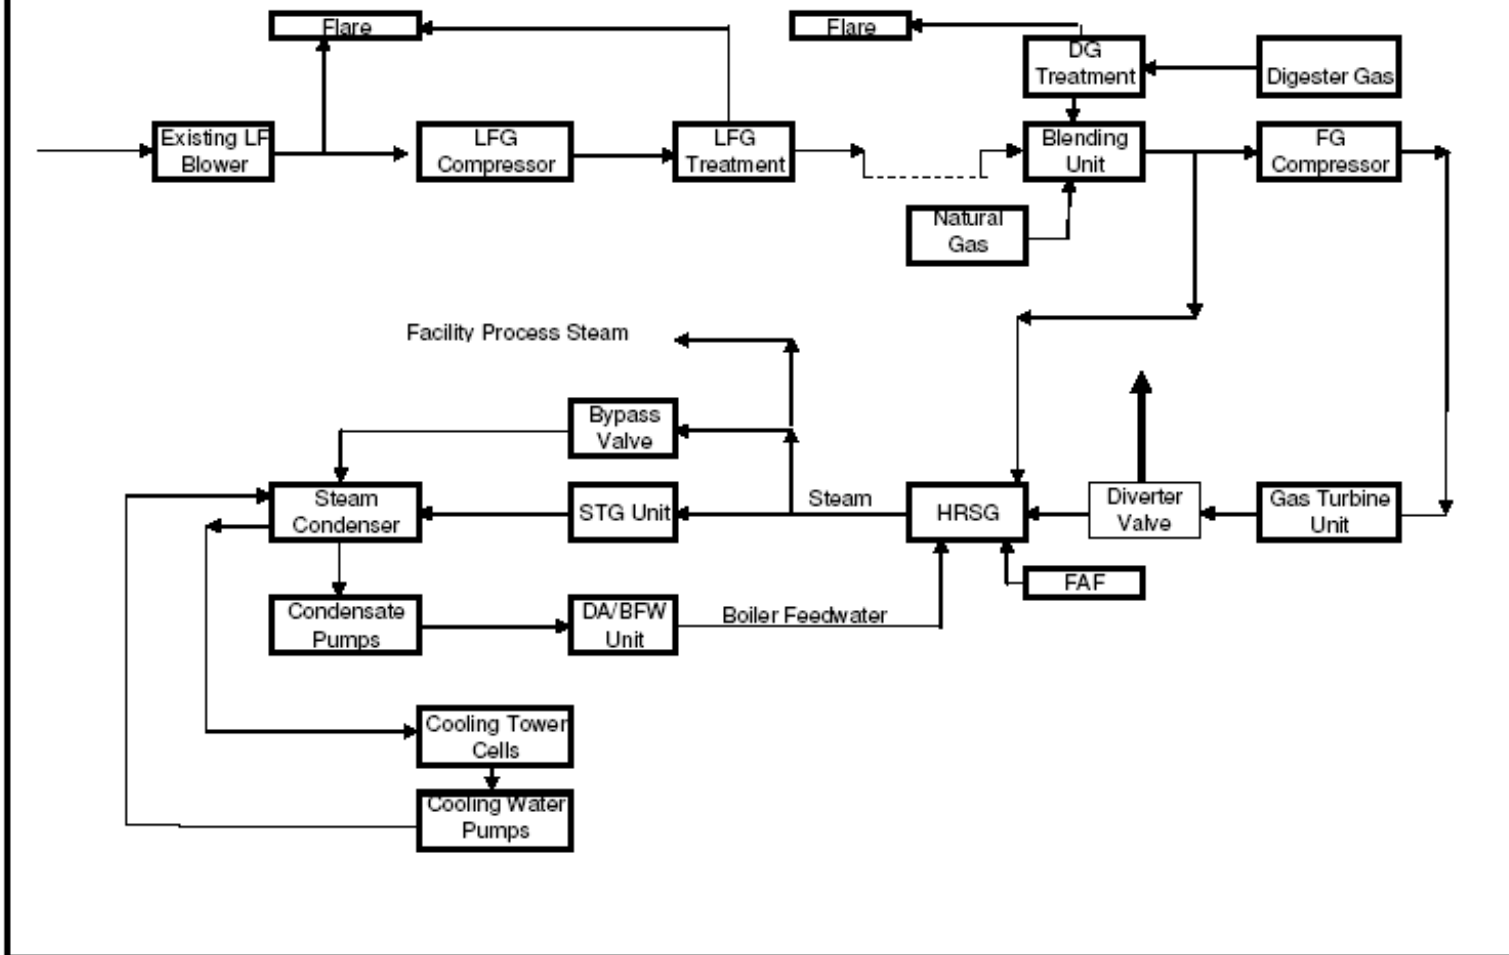 Flare
Flare
DG
Treatment
Digester Gas
Existing LF
Blower
LFG
Compressor
LFG
Treatment
Blending
Unit
FG
Compressor
Natural
Gas
Facility Process Steam
Bypass
Valve
Steam
Condenser
STG Unit
Steam
HRSG
Diverter
Valve
Gas Turbine
Unit
FAF
Condensate
Pumps
DA/BFW
Unit
Boiler Feedwater
Cooling Tower
Cells
Cooling Water
Pumps